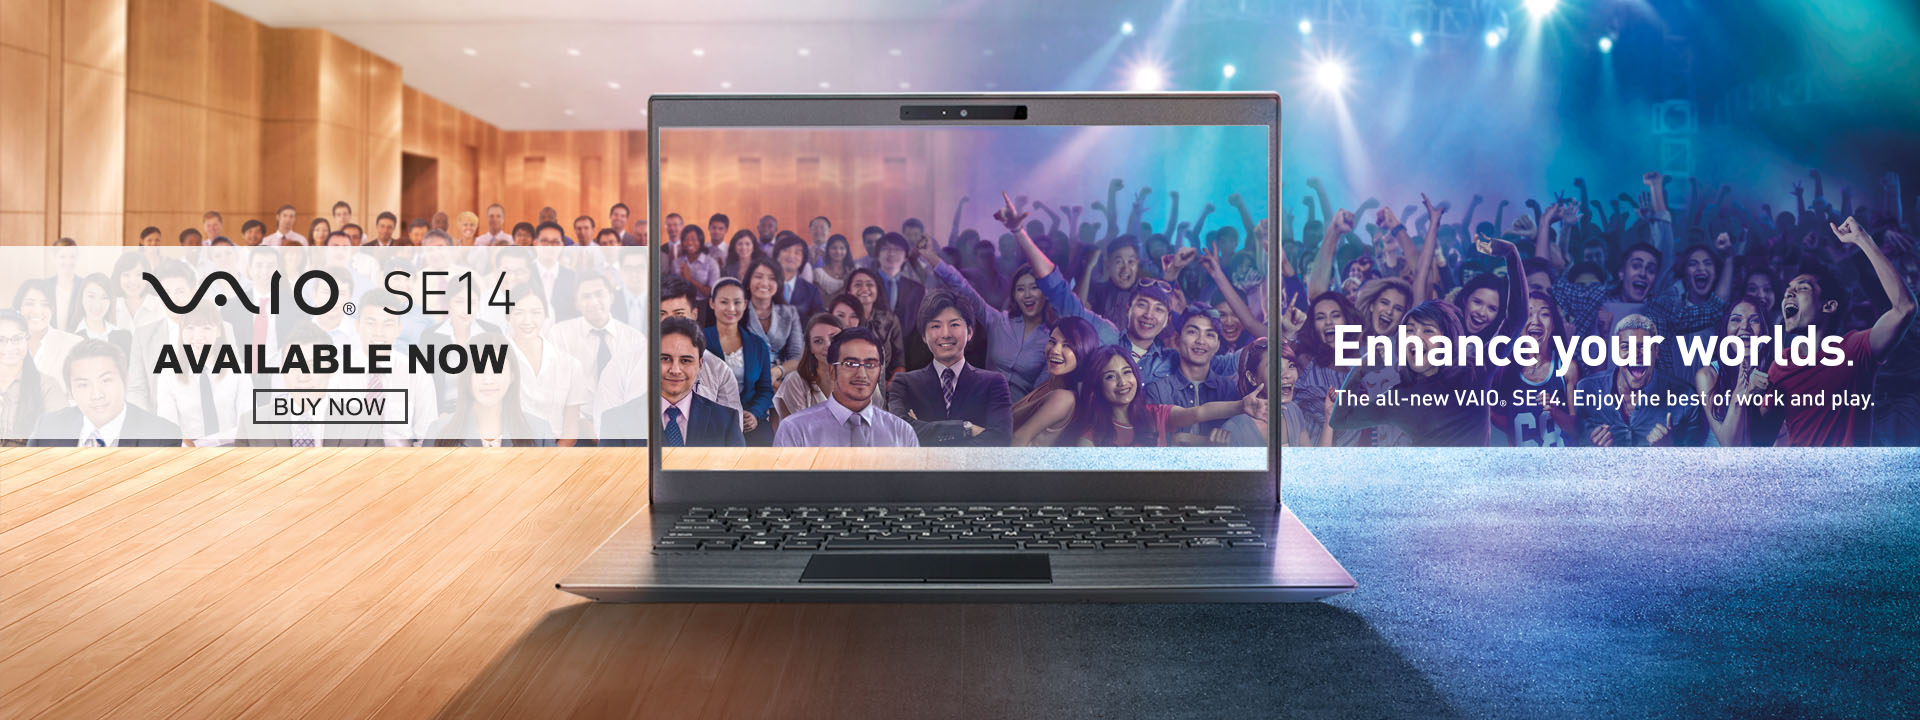 VAIO® SE14
AVAILABLE NOW
BUY NOW
Enhance your worlds.
The all-new VAIO® SE14. Enjoy the best of work and play.